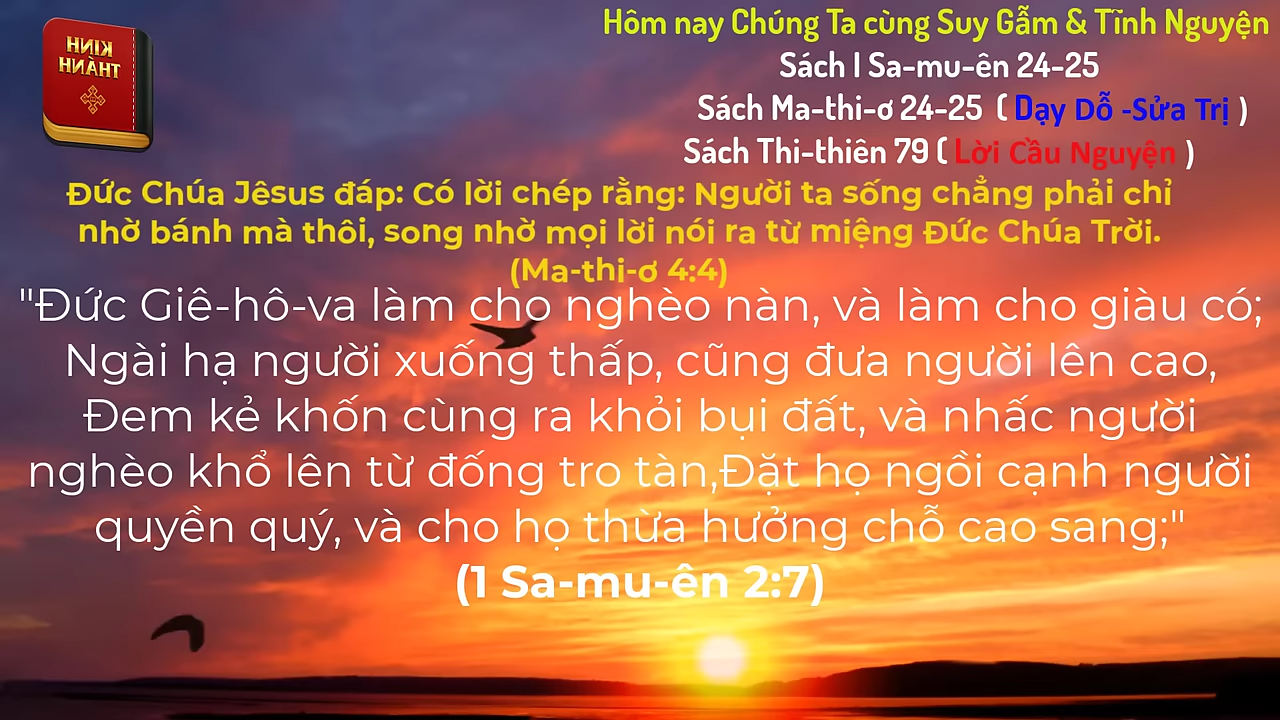 KINH
THÁNH
Hôm nay Chúng Ta cùng Suy Gẫm & Tĩnh Nguyện
Sách I Sa-mu-ên 24-25
Sách Ma-thi-ơ 24-25 ( Dạy Dỗ -Sửa Trị )
Sách Thi-thiên 79 ( Lời Cầu Nguyện )
Đức Chúa Jêsus đáp: Có lời chép rằng: Người ta sống chẳng phải chỉ
nhờ bánh mà thôi, song nhờ mọi lời nói ra từ miệng Đức Chúa Trời.
(Ma-thi-ơ 4:4)
"Đức Giê-hô-va làm cho nghèo nàn, và làm cho giàu có;
Ngài hạ người xuống thấp, cũng đưa người lên cao,
Đem kẻ khốn cùng ra khỏi bụi đất, và nhấc người
nghèo khổ lên từ đống tro tàn,Đặt họ ngồi cạnh người
quyền quý, và cho họ thừa hưởng chỗ cao sang;"
(1 Sa-mu-ên 2:7)